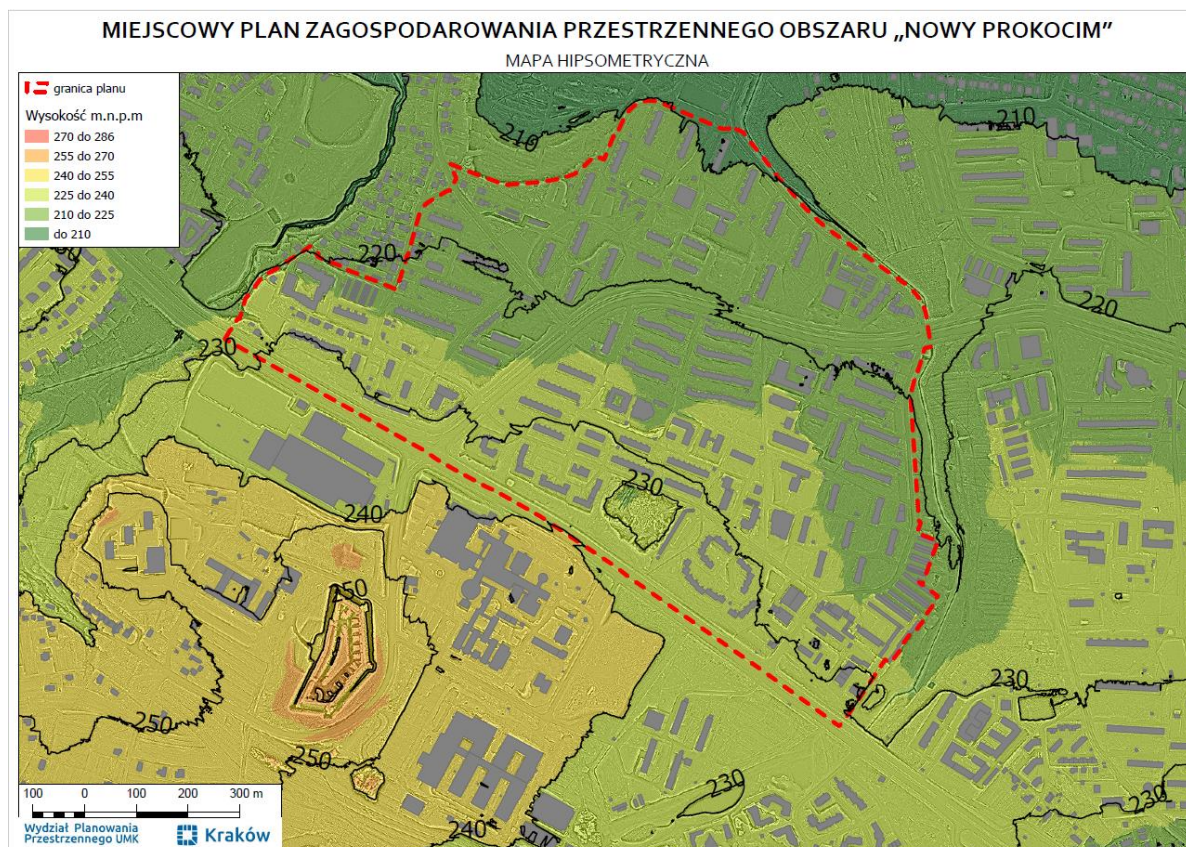 MIEJSCOWY PLAN ZAGOSPODAROWANIA PRZESTRZENNEGO OBSZARU „NOWY PROKOCIM”
MAPA HIPSOMETRYCZNA
granica planu
Wysokość m.n.p.m
270 do 286
255 do 270
240 do 255
225 do 240
210 do 225
do 210
210
210
220
220
230
230
240
250
230
250
250
230
240
230
100 0 100 200 300 m
Wydział Planowania
Przestrzennego UMK
Kraków